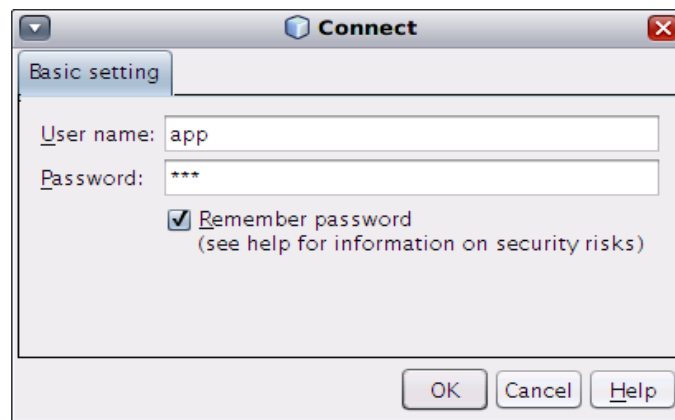 Connect
Basic setting
User name: app
Password: ***
Remember password
(see help for information on security risks)
OK Cancel Help